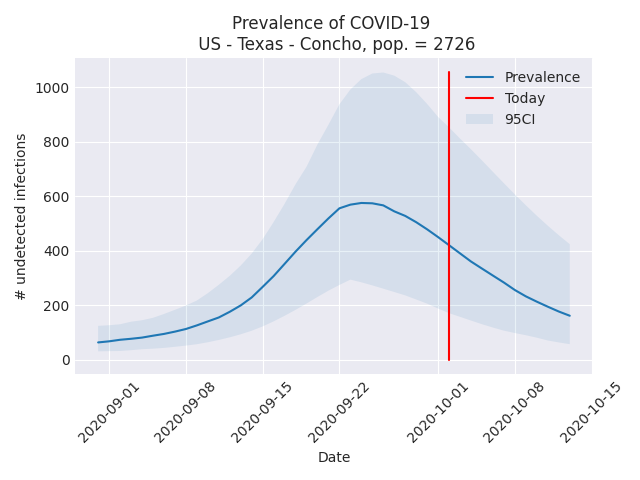 Prevalence of COVID-19
US - Texas - Concho, pop. = 2726
Prevalence
Today
95CI
# undetected infections
1000
800
600
400
200
0
2020-09-01
2020-09-08
2020-09-15
2020-09-22
2020-10-01
2020-10-08
2020-10-15
Date